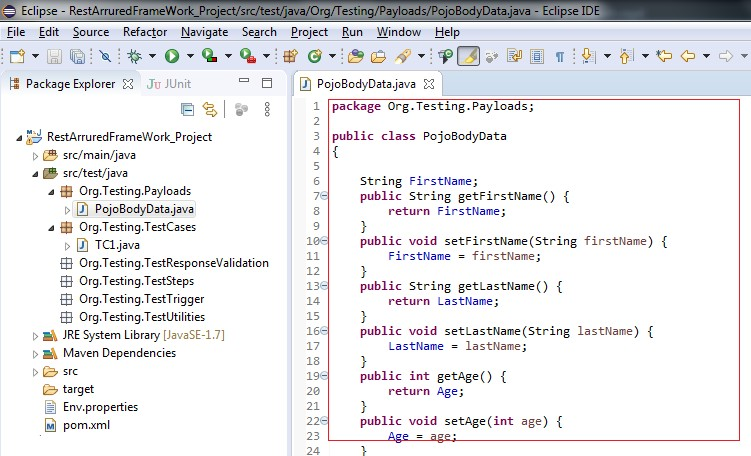 Eclipse - RestArruredFrameWork_Project/src/test/java/Org/Testing/Payloads/PojoBodyData.java - Eclipse IDE
File Edit Source Refactor Navigate Search Project Run Window Help
Package Explorer JUnit
RestArruredFrameWork_Project
src/main/java
src/test/java
Org.Testing.Payloads
PojoBodyData.java
Org.Testing.TestCases
TC1.java
Org.Testing.TestResponseValidation
Org.Testing.TestSteps
Org.Testing.TestTrigger
Org.Testing.TestUtilities
JRE System Library [JavaSE-1.7]
Maven Dependencies
src
target
Env.properties
pom.xml
PojoBodyData.java
1 package Org.Testing.Payloads;
2
3 public class PojoBodyData
4 {
5
6 String FirstName;
7 public String getFirstName() {
8 return FirstName;
9 }
10 public void setFirstName(String firstName) {
11 FirstName = firstName;
12 }
13 public String getLastName() {
14 return LastName;
15 }
16 public void setLastName(String lastName) {
17 LastName = lastName;
18 }
19 public int getAge() {
20 return Age;
21 }
22 public void setAge(int age) {
23 Age = age;
24 }